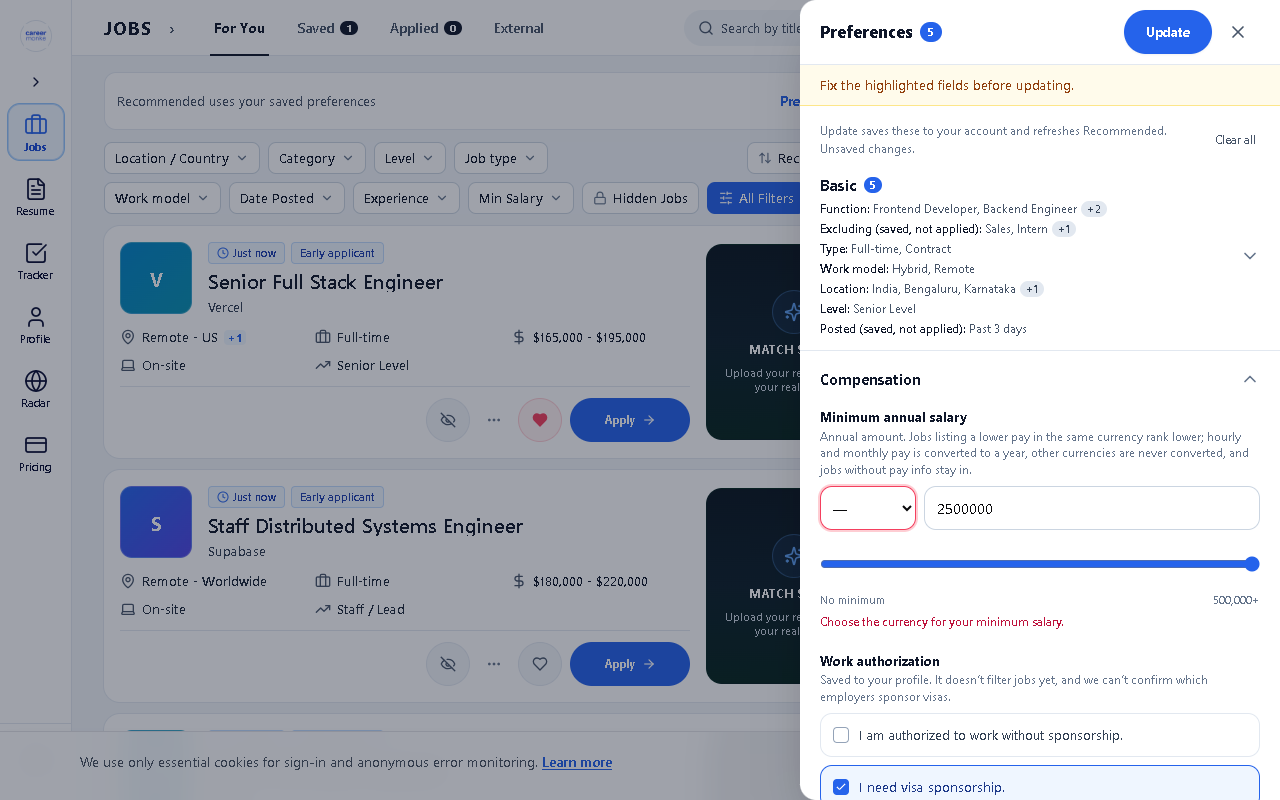 career
JOBS
For You
Saved 1
Applied 0
External
Search by title
Jobs
Resume
Tracker
Profile
Radar
Pricing
Recommended uses your saved preferences
Location / Country
Category
Level
Job type
Work model
Date Posted
Experience
Min Salary
Hidden Jobs
All Filters
V
Just now
Early applicant
Senior Full Stack Engineer
Vercel
Remote - US +1
Full-time
$165,000 - $195,000
On-site
Senior Level
Apply
MATCH
Upload your
your real
S
Just now
Early applicant
Staff Distributed Systems Engineer
Supabase
Remote - Worldwide
Full-time
$180,000 - $220,000
On-site
Staff / Lead
Apply
MATCH
Upload your
your real
We use only essential cookies for sign-in and anonymous error monitoring. Learn more
Preferences 5
Update
Fix the highlighted fields before updating.
Update saves these to your account and refreshes Recommended.
Unsaved changes.
Clear all
Basic 5
Function: Frontend Developer, Backend Engineer +2
Excluding (saved, not applied): Sales, Intern +1
Type: Full-time, Contract
Work model: Hybrid, Remote
Location: India, Bengaluru, Karnataka +1
Level: Senior Level
Posted (saved, not applied): Past 3 days
Compensation
Minimum annual salary
Annual amount. Jobs listing a lower pay in the same currency rank lower; hourly
and monthly pay is converted to a year, other currencies are never converted, and
jobs without pay info stay in.
—
2500000
No minimum
500,000+
Choose the currency for your minimum salary.
Work authorization
Saved to your profile. It doesn't filter jobs yet, and we can't confirm which
employers sponsor visas.
I am authorized to work without sponsorship.
I need visa sponsorship.